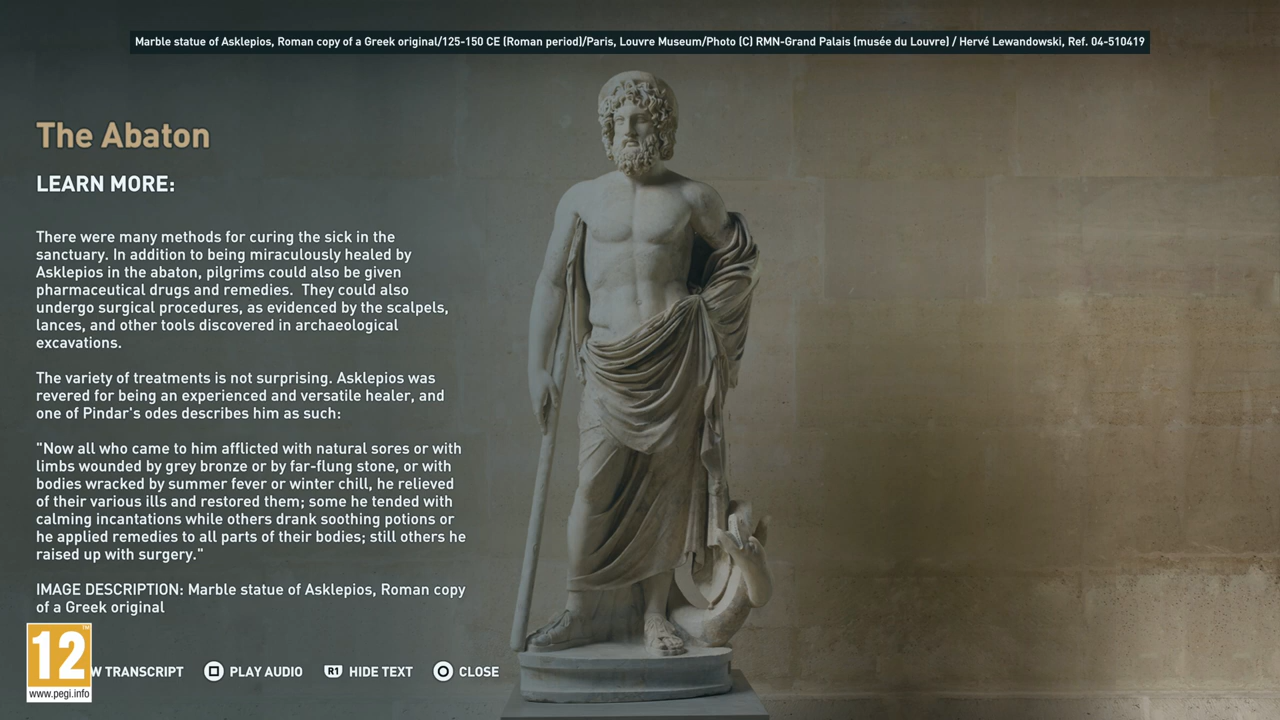 Marble statue of Asklepios, Roman copy of a Greek original/125-150 CE (Roman period)/Paris, Louvre Museum/Photo (C) RMN-Grand Palais (musée du Louvre) / Hervé Lewandowski, Ref. 04-510419
The Abaton
LEARN MORE:
There were many methods for curing the sick in the
sanctuary. In addition to being miraculously healed by
Asklepios in the abaton, pilgrims could also be given
pharmaceutical drugs and remedies. They could also
undergo surgical procedures, as evidenced by the scalpels,
lances, and other tools discovered in archaeological
excavations.
The variety of treatments is not surprising. Asklepios was
revered for being an experienced and versatile healer, and
one of Pindar's odes describes him as such:
"Now all who came to him afflicted with natural sores or with
limbs wounded by grey bronze or by far-flung stone, or with
bodies wracked by summer fever or winter chill, he relieved
of their various ills and restored them; some he tended with
calming incantations while others drank soothing potions or
he applied remedies to all parts of their bodies; still others he
raised up with surgery."
IMAGE DESCRIPTION: Marble statue of Asklepios, Roman copy
of a Greek original
12 TM
www.pegi.info
W TRANSCRIPT PLAY AUDIO R1 HIDE TEXT CLOSE